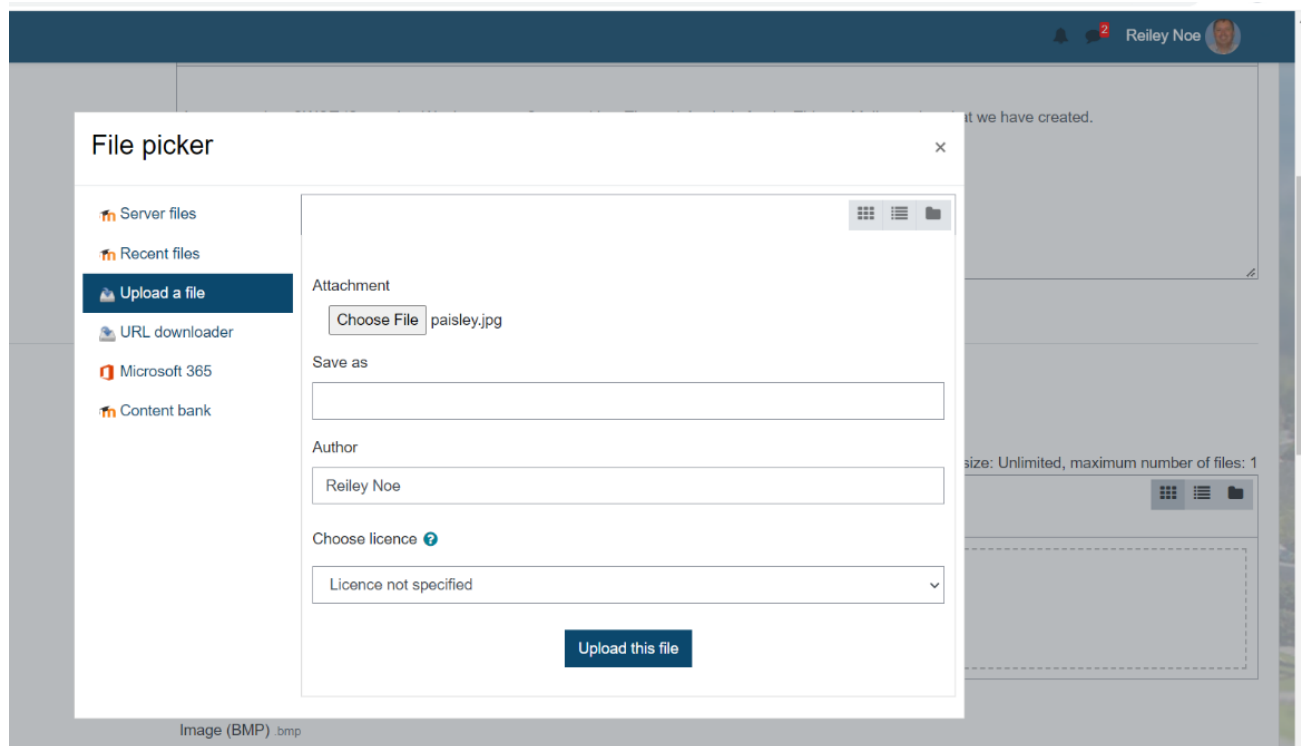 2
Reiley Noe
at we have created.
File picker
×
Server files
Recent files
Upload a file
URL downloader
Microsoft 365
Content bank
Attachment
Choose File paisley.jpg
Save as
Author
Reiley Noe
Choose licence ?
Licence not specified
Upload this file
size: Unlimited, maximum number of files: 1
Image (BMP) .bmp